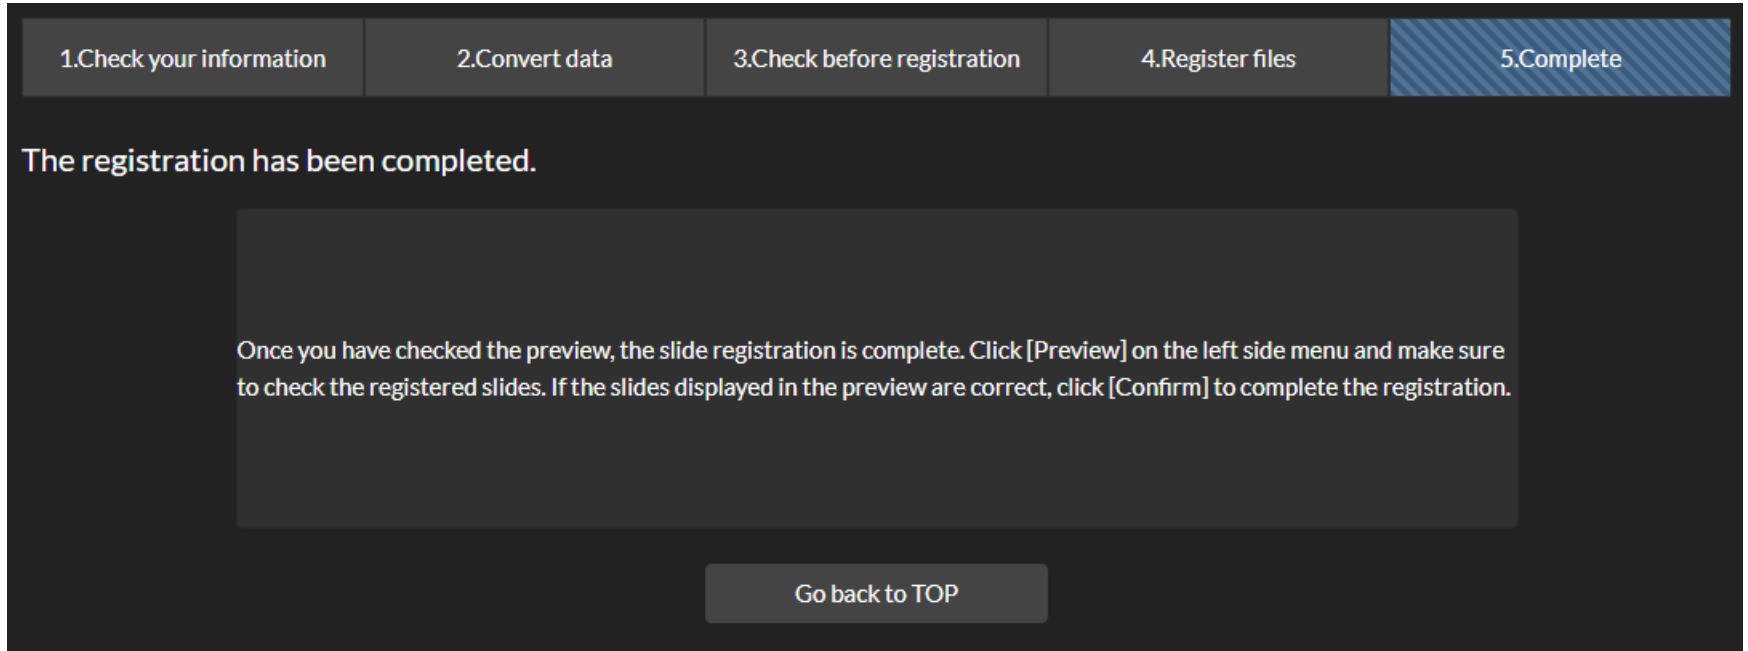 1.Check your information
2.Convert data
3.Check before registration
4.Register files
5.Complete
The registration has been completed.
Once you have checked the preview, the slide registration is complete. Click [Preview] on the left side menu and make sure
to check the registered slides. If the slides displayed in the preview are correct, click [Confirm] to complete the registration.
Go back to TOP